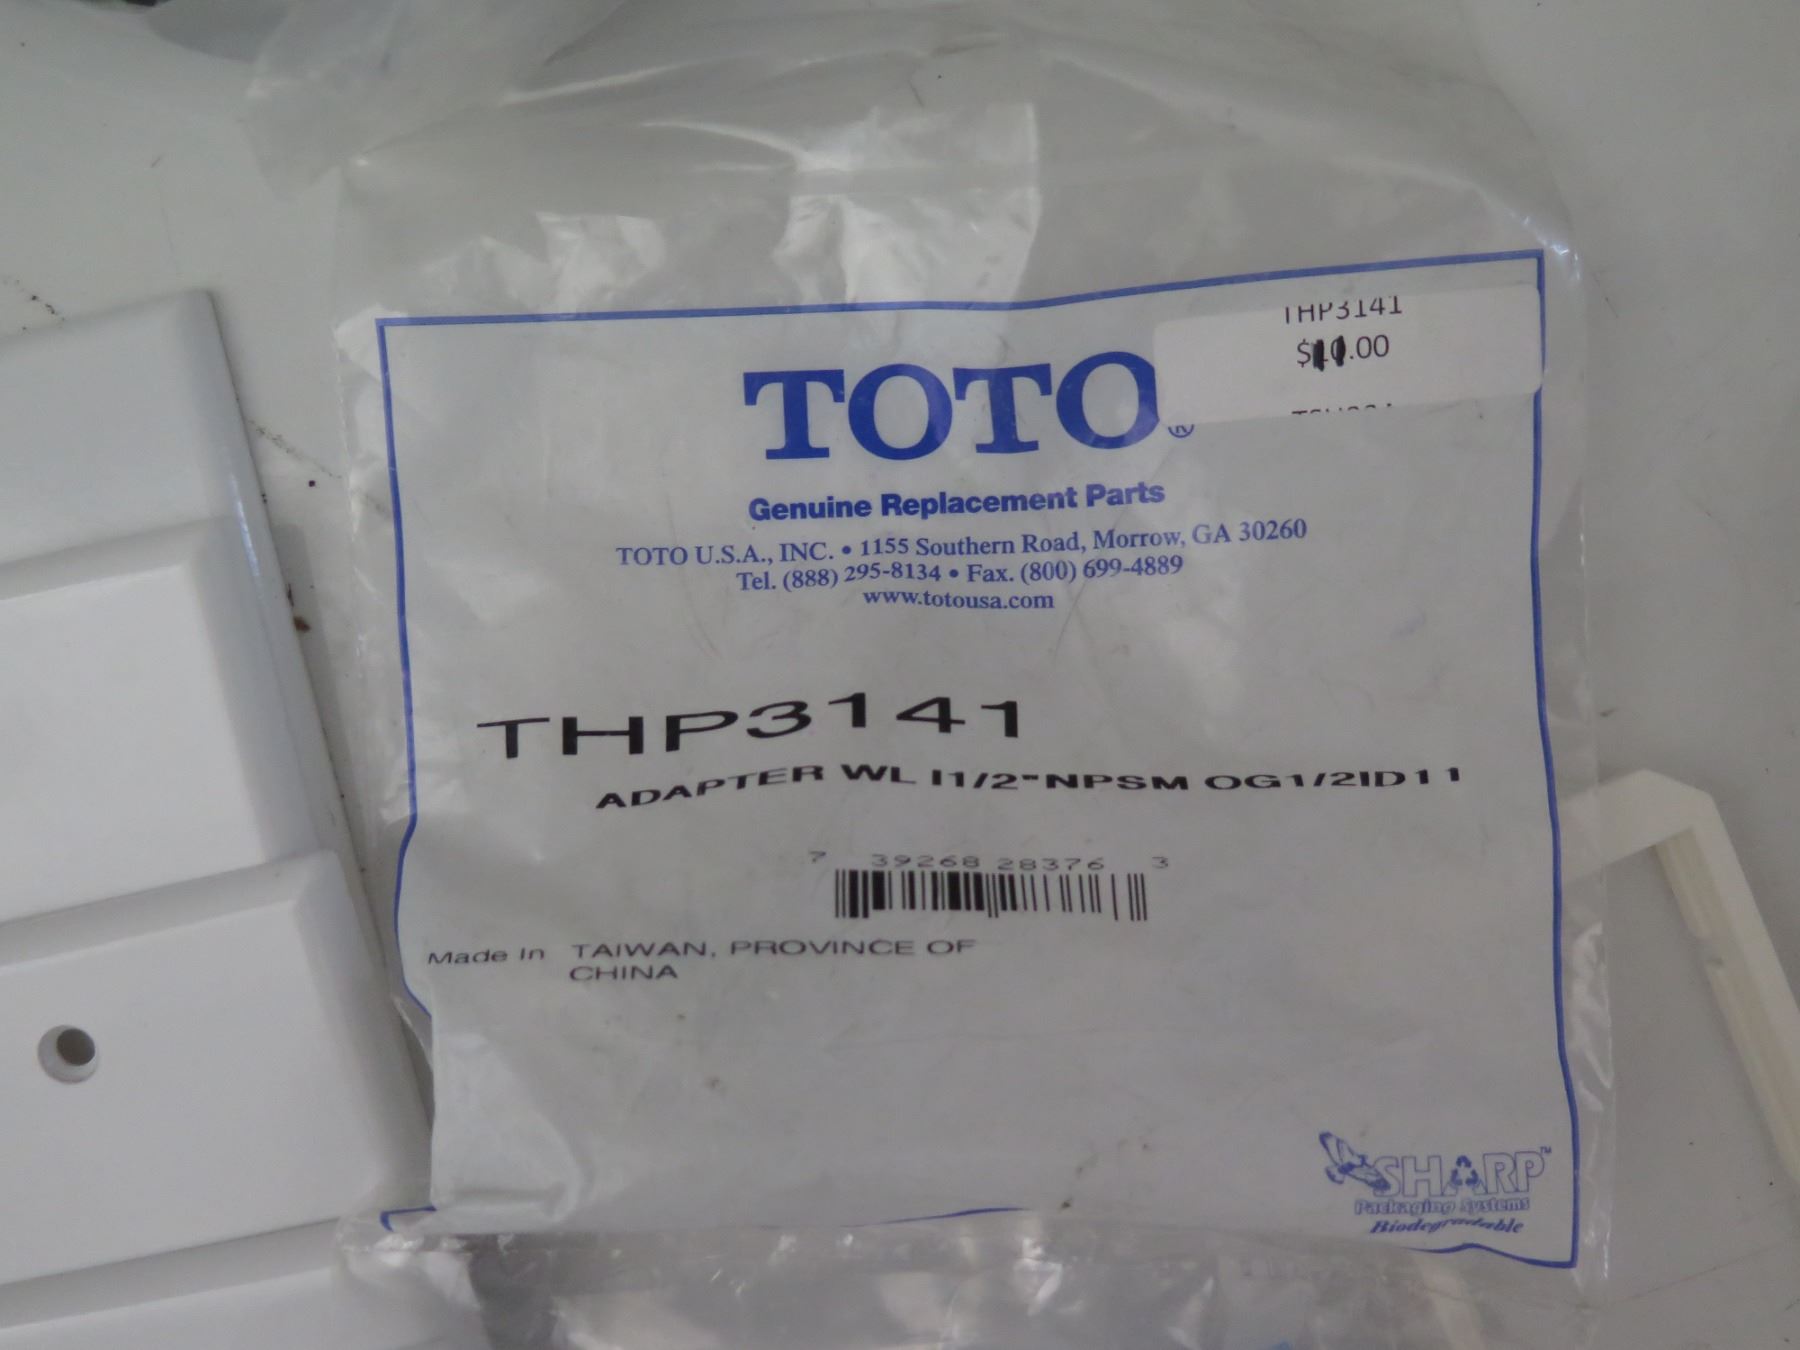 THP3141
.00
TOTO®
Genuine Replacement Parts
TOTO U.S.A., INC. • 1155 Southern Road, Morrow, GA 30260
Tel. (888) 295-8134 • Fax. (800) 699-4889
www.totousa.com
THP3141
ADAPTER WL I1/2"NPSM OG1/2ID11
7 39268 28376 3
Made In TAIWAN, PROVINCE OF
CHINA
SHARP™
Packaging Systems
Biodegradable